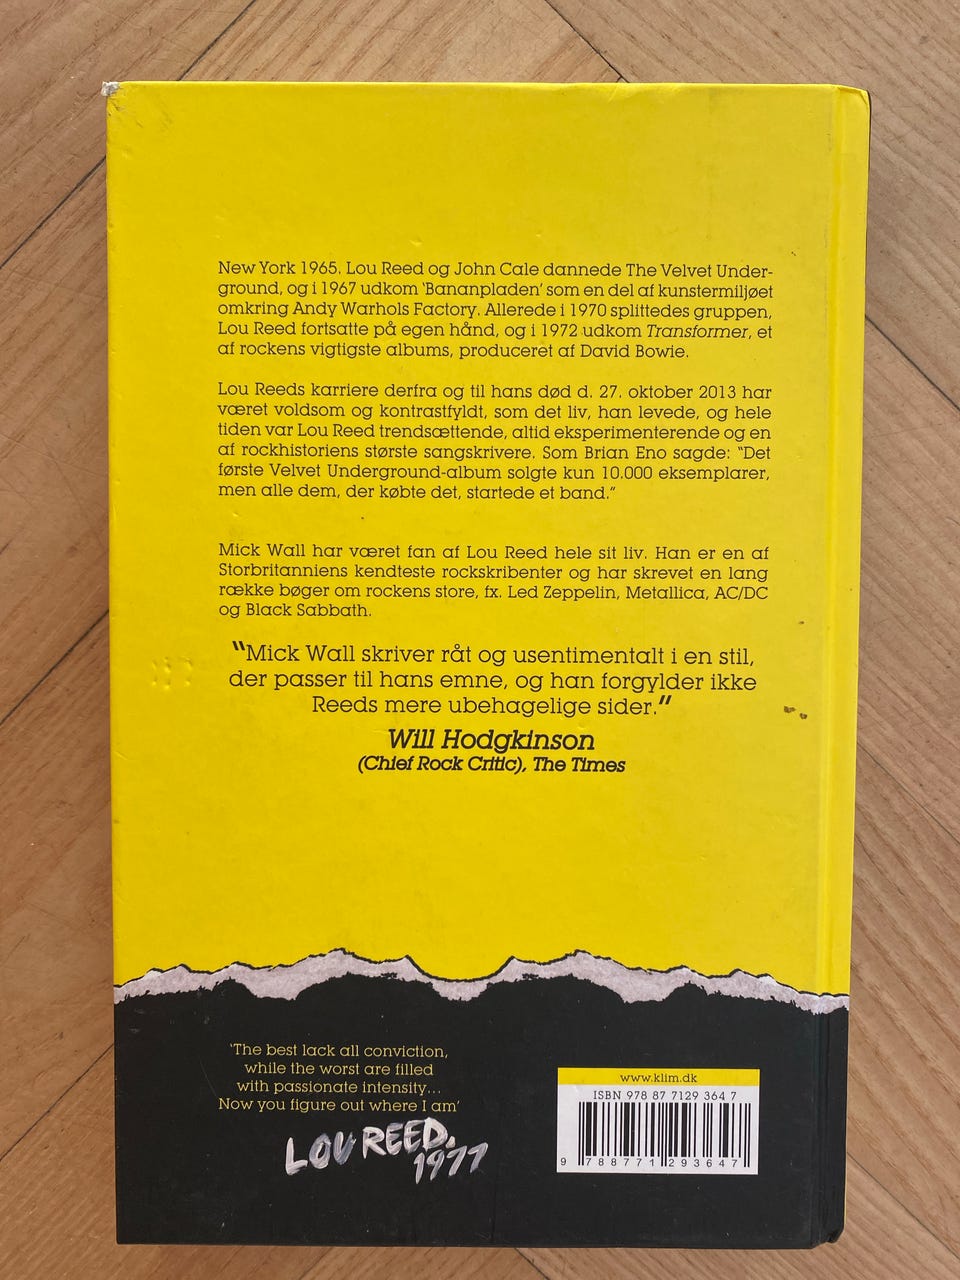 New York 1965. Lou Reed og John Cale dannede The Velvet Under-
ground, og i 1967 udkom 'Bananpladen' som en del af kunstermiljøet
omkring Andy Warhols Factory. Allerede i 1970 splittedes gruppen,
Lou Reed fortsatte på egen hånd, og i 1972 udkom Transformer, et
af rockens vigtigste albums, produceret af David Bowie.
Lou Reeds karriere derfra og til hans død d. 27. oktober 2013 har
været voldsom og kontrastfyldt, som det liv, han levede, og hele
tiden var Lou Reed trendsættende, altid eksperimenterende og en
af rockhistoriens største sangskrivere. Som Brian Eno sagde: "Det
første Velvet Underground-album solgte kun 10.000 eksemplarer,
men alle dem, der købte det, startede et band."
Mick Wall har været fan af Lou Reed hele sit liv. Han er en af
Storbritanniens kendteste rockskribenter og har skrevet en lang
række bøger om rockens store, fx. Led Zeppelin, Metallica, AC/DC
og Black Sabbath.
"Mick Wall skriver råt og usentimentalt i en stil,
der passer til hans emne, og han forgylder ikke
Reeds mere ubehagelige sider."
Will Hodgkinson
(Chief Rock Critic), The Times
'The best lack all conviction,
while the worst are filled
with passionate intensity...
Now you figure out where I am'
LOU REED, 1977
www.klim.dk
ISBN 978 87 7129 364 7
9 788771 293647